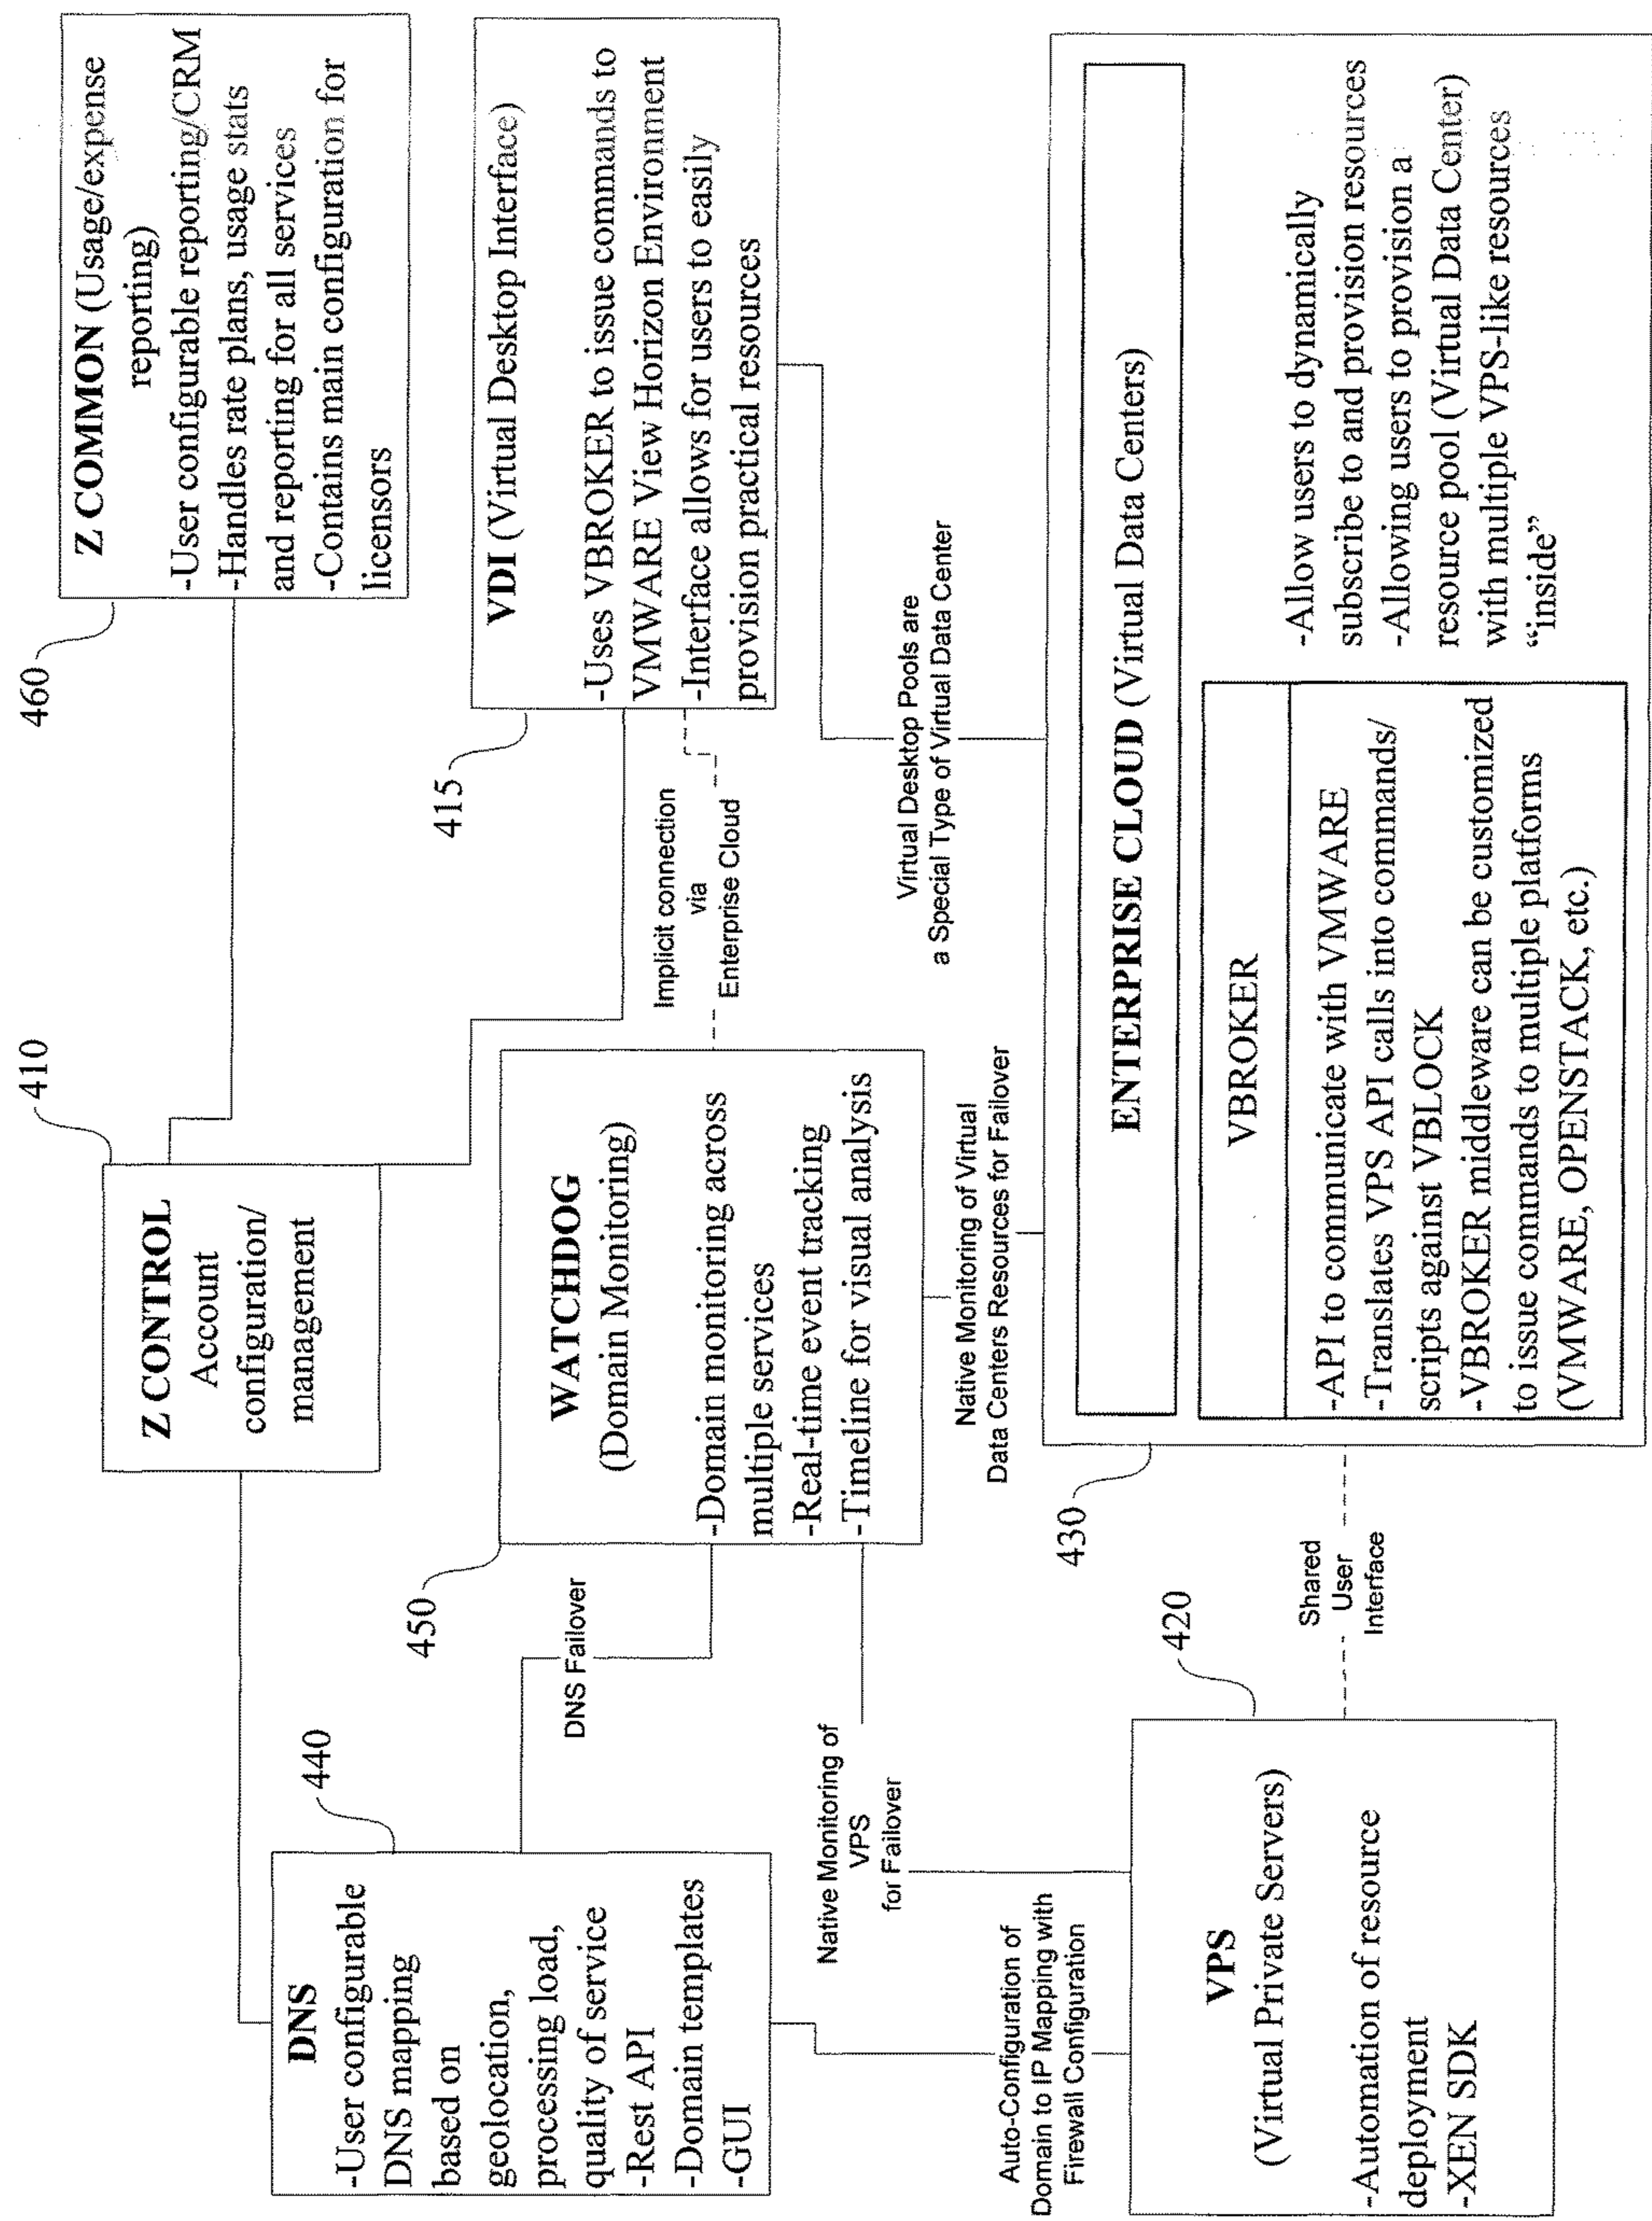 460
Z COMMON (Usage/expense
reporting)
-User configurable reporting/CRM
-Handles rate plans, usage stats
and reporting for all services
-Contains main configuration for
licensors
410
Z CONTROL
Account
configuration/
management
415
VDI (Virtual Desktop Interface)
-Uses VBROKER to issue commands to
VMWARE View Horizon Environment
-Interface allows for users to easily
provision practical resources
440
DNS
-User configurable
DNS mapping
based on
geolocation,
processing load,
quality of service
-Rest API
-Domain templates
-GUI
DNS Failover
450
WATCHDOG
(Domain Monitoring)
-Domain monitoring across
multiple services
-Real-tine event tracking
-Timeline for visual analysis
Implicit connection
via
Enterprise Cloud
Virtual Desktop Pools are
a Special Type of Virtual Data Center
Native Monitoring of
VPS
for Failover
Native Monitoring of Virtual
Data Centers Resources for Failover
Auto-Configuration of
Domain to IP Mapping with
Firewall Configuration
420
VPS
(Virtual Private Servers)
-Automation of resource
deployment
-XEN SDK
Shared
User
Interface
430
ENTERPRISE CLOUD (Virtual Data Centers)
VBROKER
-API to communicate with VMWARE
-Translates VPS API calls into commands/
scripts against VBLOCK
-VBROKER middleware can be customized
to issue commands to multiple platforms
(VMWARE, OPENSTACK, etc.)
-Allow users to dynamically
subscribe to and provision resources
-Allowing users to provision a
resource pool (Virtual Data Center)
with multiple VPS-like resources
“inside”